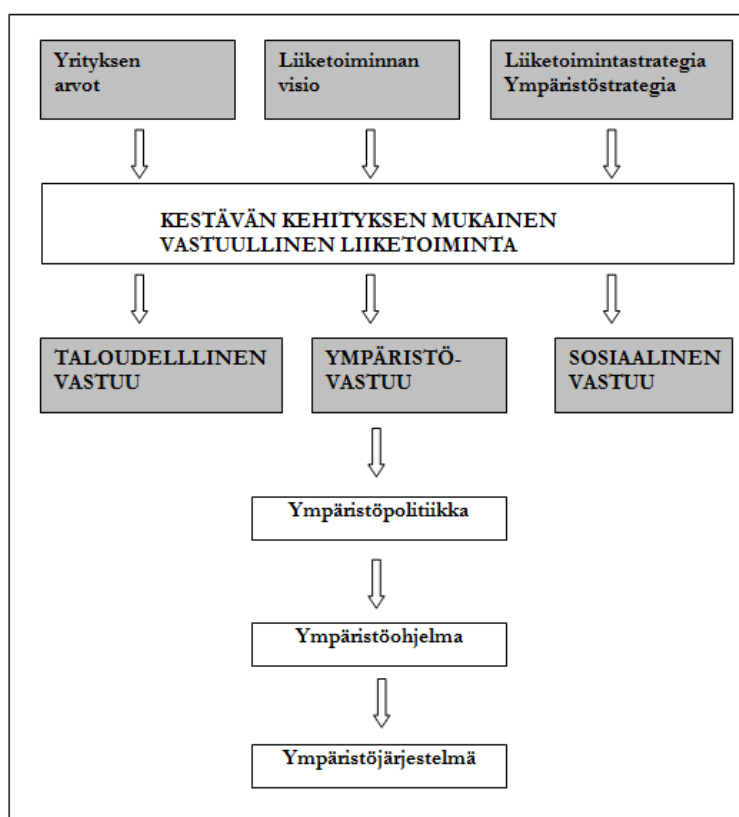 Yrityksen
arvot
Liiketoiminnan
visio
Liiketoimintastrategia
Ympäristöstrategia
KESTÄVÄN KEHITYKSEN MUKAINEN
VASTUULLINEN LIIKETOIMINTA
TALOUDELLLINEN
VASTUU
YMPÄRISTÖ-
VASTUU
SOSIAALINEN
VASTUU
Ympäristöpolitiikka
Ympäristöohjelma
Ympäristöjärjestelmä